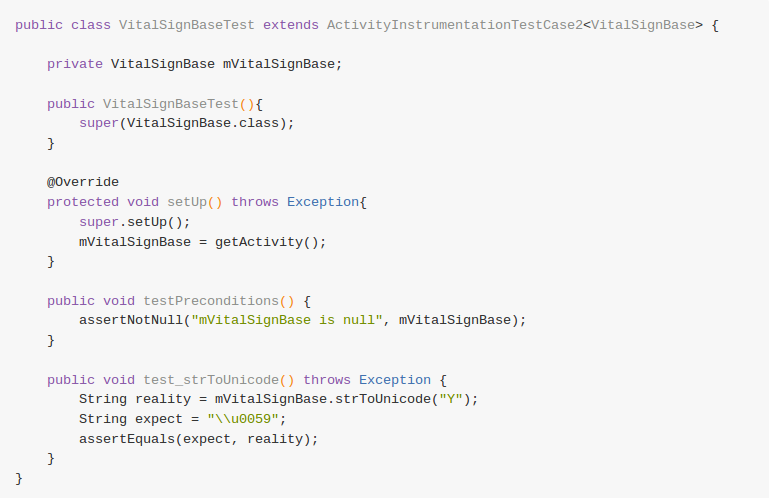 public class VitalSignBaseTest extends ActivityInstrumentationTestCase2<VitalSignBase> {

    private VitalSignBase mVitalSignBase;

    public VitalSignBaseTest(){
        super(VitalSignBase.class);
    }

    @Override
    protected void setUp() throws Exception{
        super.setUp();
        mVitalSignBase = getActivity();
    }

    public void testPreconditions() {
        assertNotNull("mVitalSignBase is null", mVitalSignBase);
    }

    public void test_strToUnicode() throws Exception {
        String reality = mVitalSignBase.strToUnicode("Y");
        String expect = "\\u0059";
        assertEquals(expect, reality);
    }
}